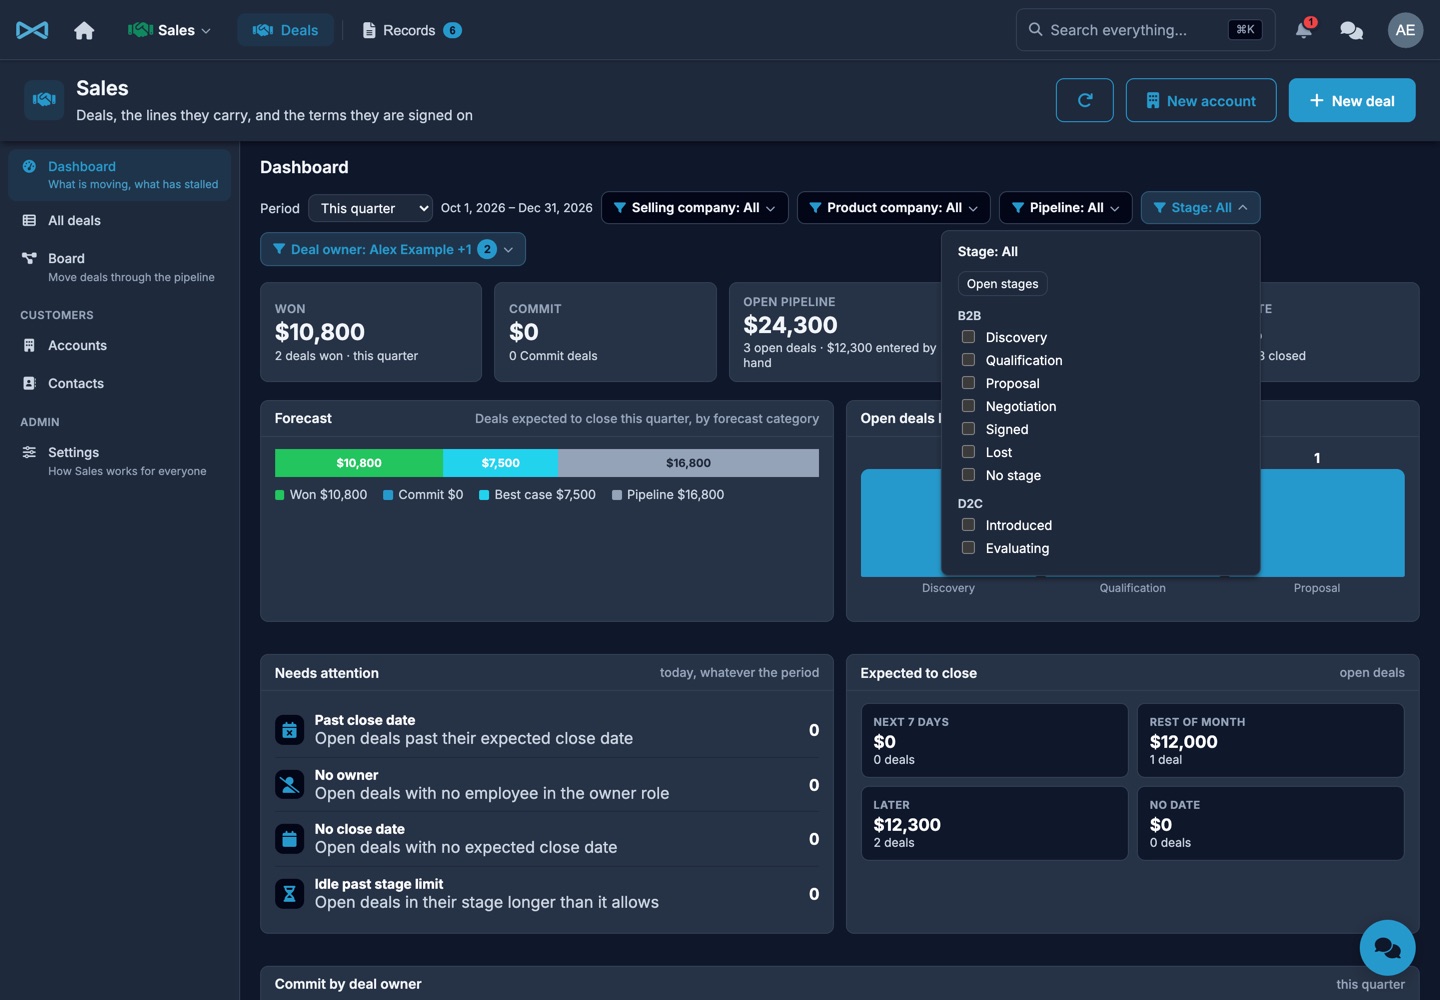 Sales
Deals
Records 6
Search everything... ⌘K
1
AE
Sales
Deals, the lines they carry, and the terms they are signed on
New account
New deal
Dashboard
What is moving, what has stalled
All deals
Board
Move deals through the pipeline
CUSTOMERS
Accounts
Contacts
ADMIN
Settings
How Sales works for everyone
Dashboard
Period This quarter Oct 1, 2026 – Dec 31, 2026 Selling company: All Product company: All Pipeline: All Stage: All
Deal owner: Alex Example +1 2
Stage: All
Open stages
B2B
Discovery
Qualification
Proposal
Negotiation
Signed
Lost
No stage
D2C
Introduced
Evaluating
WON
$10,800
2 deals won · this quarter
COMMIT
$0
0 Commit deals
OPEN PIPELINE
$24,300
3 open deals · $12,300 entered by
hand
closed
Forecast
Deals expected to close this quarter, by forecast category
$10,800 $7,500 $16,800
Won $10,800 Commit $0 Best case $7,500 Pipeline $16,800
Open deals
1
Discovery Qualification Proposal
Needs attention
today, whatever the period
Past close date
Open deals past their expected close date
0
No owner
Open deals with no employee in the owner role
0
No close date
Open deals with no expected close date
0
Idle past stage limit
Open deals in their stage longer than it allows
0
Expected to close
open deals
NEXT 7 DAYS
$0
0 deals
REST OF MONTH
$12,000
1 deal
LATER
$12,300
2 deals
NO DATE
$0
0 deals
Commit by deal owner
this quarter